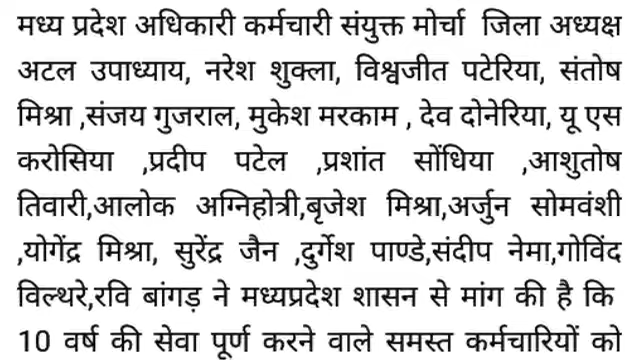 मध्य प्रदेश अधिकारी कर्मचारी संयुक्त मोर्चा जिला अध्यक्ष
अटल उपाध्याय, नरेश शुक्ला, विश्वजीत पटेरिया, संतोष
मिश्रा ,संजय गुजराल, मुकेश मरकाम , देव दोनेरिया, यू एस
करोसिया ,प्रदीप पटेल ,प्रशांत सोंधिया ,आशुतोष
तिवारी,आलोक अग्निहोत्री,बृजेश मिश्रा,अर्जुन सोमवंशी
,योगेंद्र मिश्रा, सुरेंद्र जैन ,दुर्गेश पाण्डे,संदीप नेमा,गोविंद
विल्थरे,रवि बांगड़ ने मध्यप्रदेश शासन से मांग की है कि
10 वर्ष की सेवा पूर्ण करने वाले समस्त कर्मचारियों को